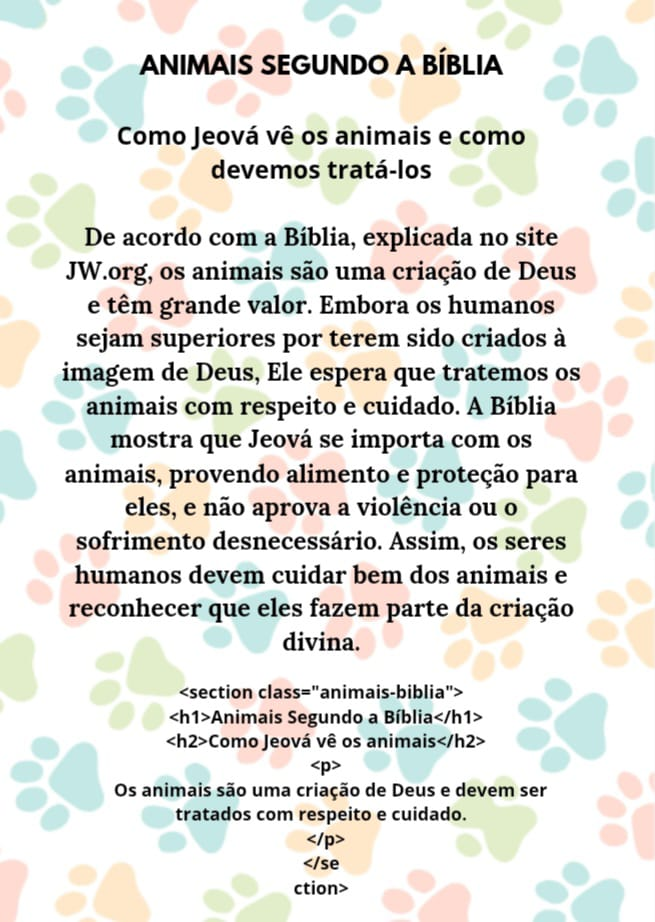 ANIMAIS SEGUNDO A BÍBLIA
Como Jeová vê os animais e como
devemos tratá-los
De acordo com a Bíblia, explicada no site
JW.org, os animais são uma criação de Deus
e têm grande valor. Embora os humanos
sejam superiores por terem sido criados à
imagem de Deus, Ele espera que tratemos os
animais com respeito e cuidado. A Bíblia
mostra que Jeová se importa com os
animais, provendo alimento e proteção para
eles, e não aprova a violência ou o
sofrimento desnecessário. Assim, os seres
humanos devem cuidar bem dos animais e
reconhecer que eles fazem parte da criação
divina.
<section class="animais-biblia">
<h1>Animais Segundo a Bíblia</h1>
<h2>Como Jeová vê os animais</h2>
<p>
Os animais são uma criação de Deus e devem ser
tratados com respeito e cuidado.
</p>
</se
ction>